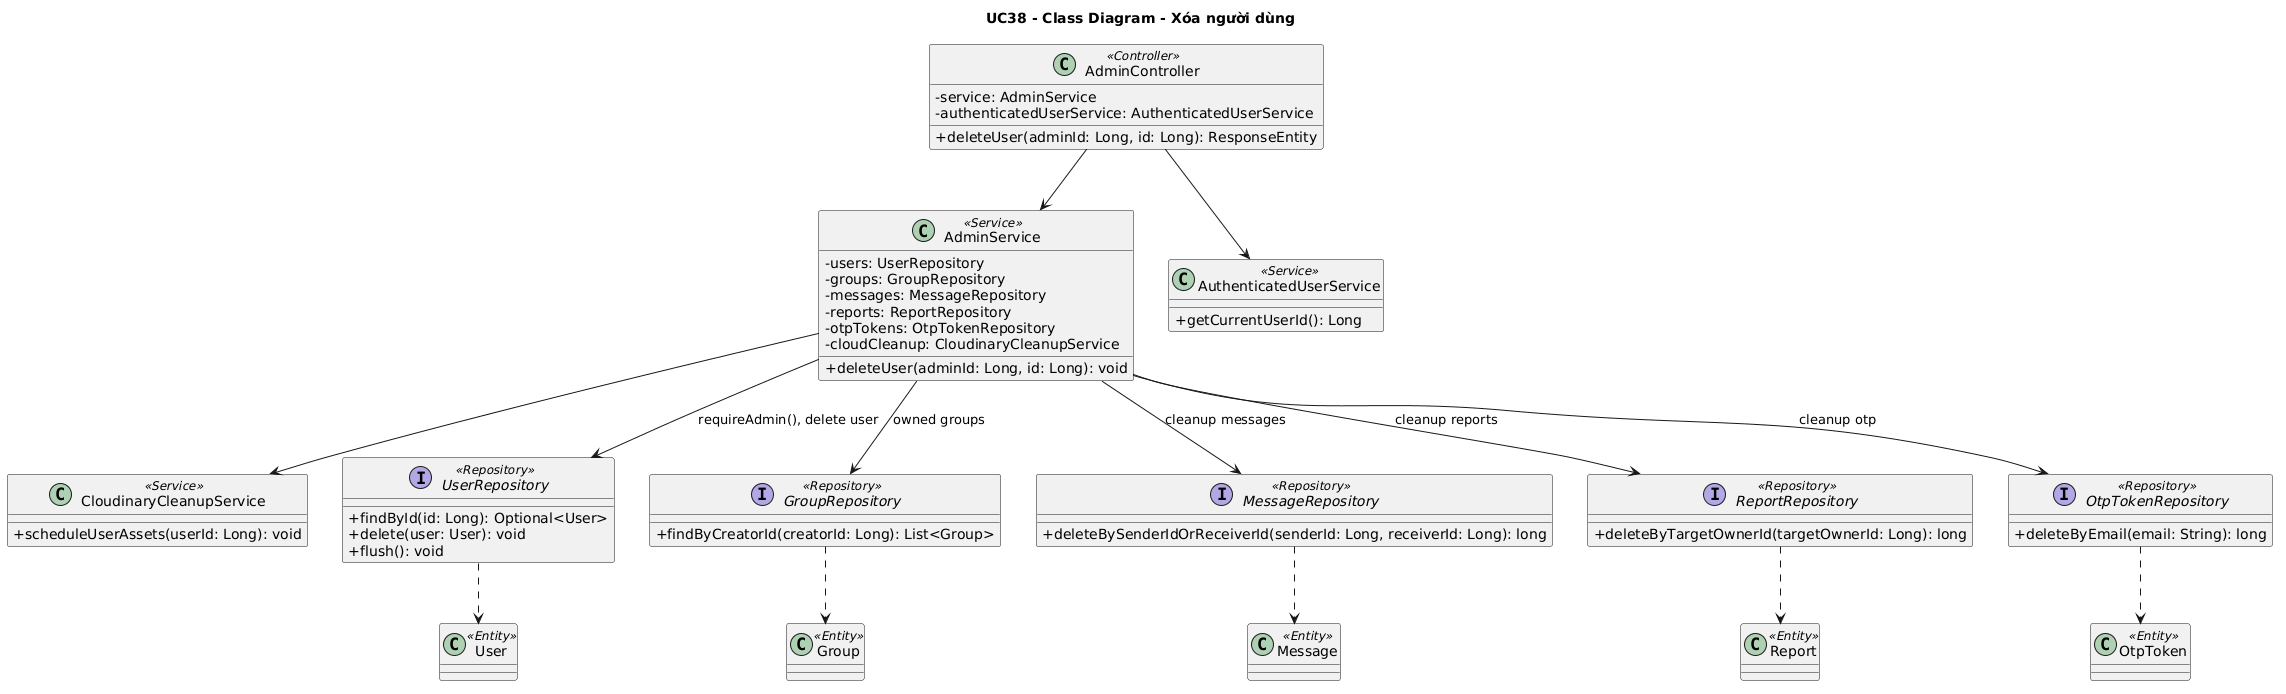 UC38 - Class Diagram - Xóa người dùng
«Controller»
C AdminController
-service: AdminService
-authenticatedUserService: AuthenticatedUserService
+deleteUser(adminId: Long, id: Long): ResponseEntity
«Service»
C AdminService
-users: UserRepository
-groups: GroupRepository
-messages: MessageRepository
-reports: ReportRepository
-otpTokens: OtpTokenRepository
-cloudCleanup: CloudinaryCleanupService
+deleteUser(adminId: Long, id: Long): void
«Service»
C AuthenticatedUserService
+getCurrentUserId(): Long
requireAdmin(), delete user
owned groups
cleanup messages
cleanup reports
cleanup otp
«Service»
C CloudinaryCleanupService
+scheduleUserAssets(userId: Long): void
«Repository»
I UserRepository
+findById(id: Long): Optional<User>
+delete(user: User): void
+flush(): void
«Repository»
I GroupRepository
+findByCreatorId(creatorId: Long): List<Group>
«Repository»
I MessageRepository
+deleteBySenderIdOrReceiverId(senderId: Long, receiverId: Long): long
«Repository»
I ReportRepository
+deleteByTargetOwnerId(targetOwnerId: Long): long
«Repository»
I OtpTokenRepository
+deleteByEmail(email: String): long
«Entity»
C User
«Entity»
C Group
«Entity»
C Message
«Entity»
C Report
«Entity»
C OtpToken